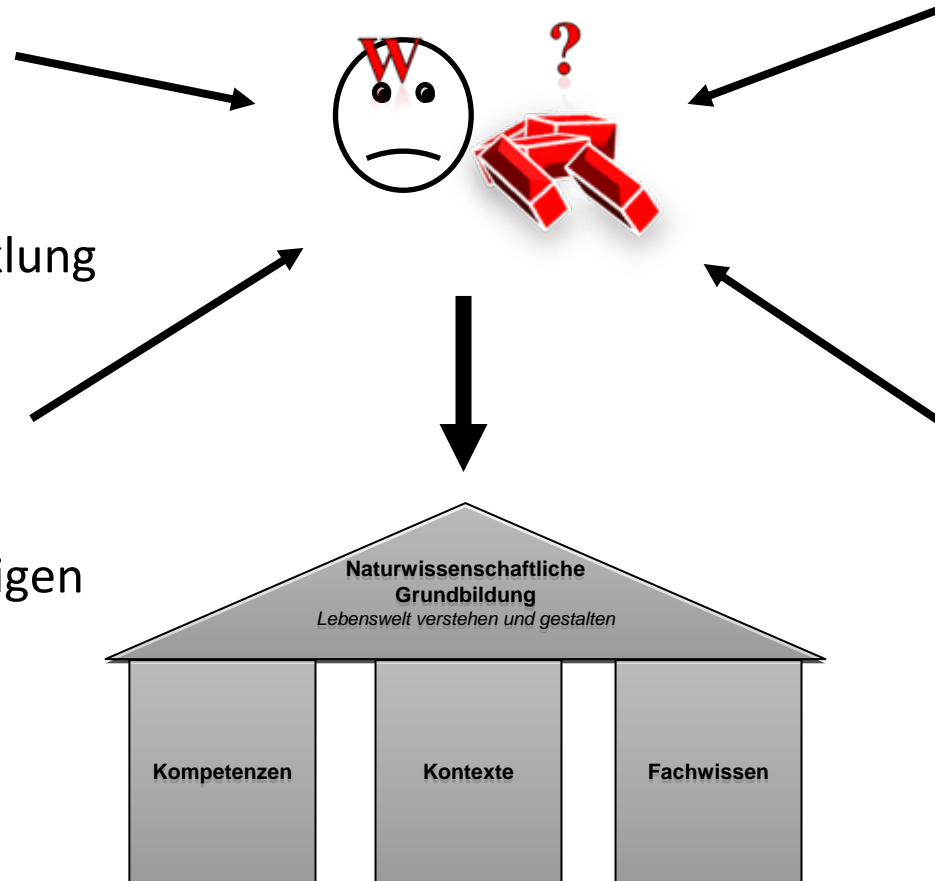 W ?
klung
igen
Naturwissenschaftliche
Grundbildung
Lebenswelt verstehen und gestalten
Kompetenzen Kontexte Fachwissen